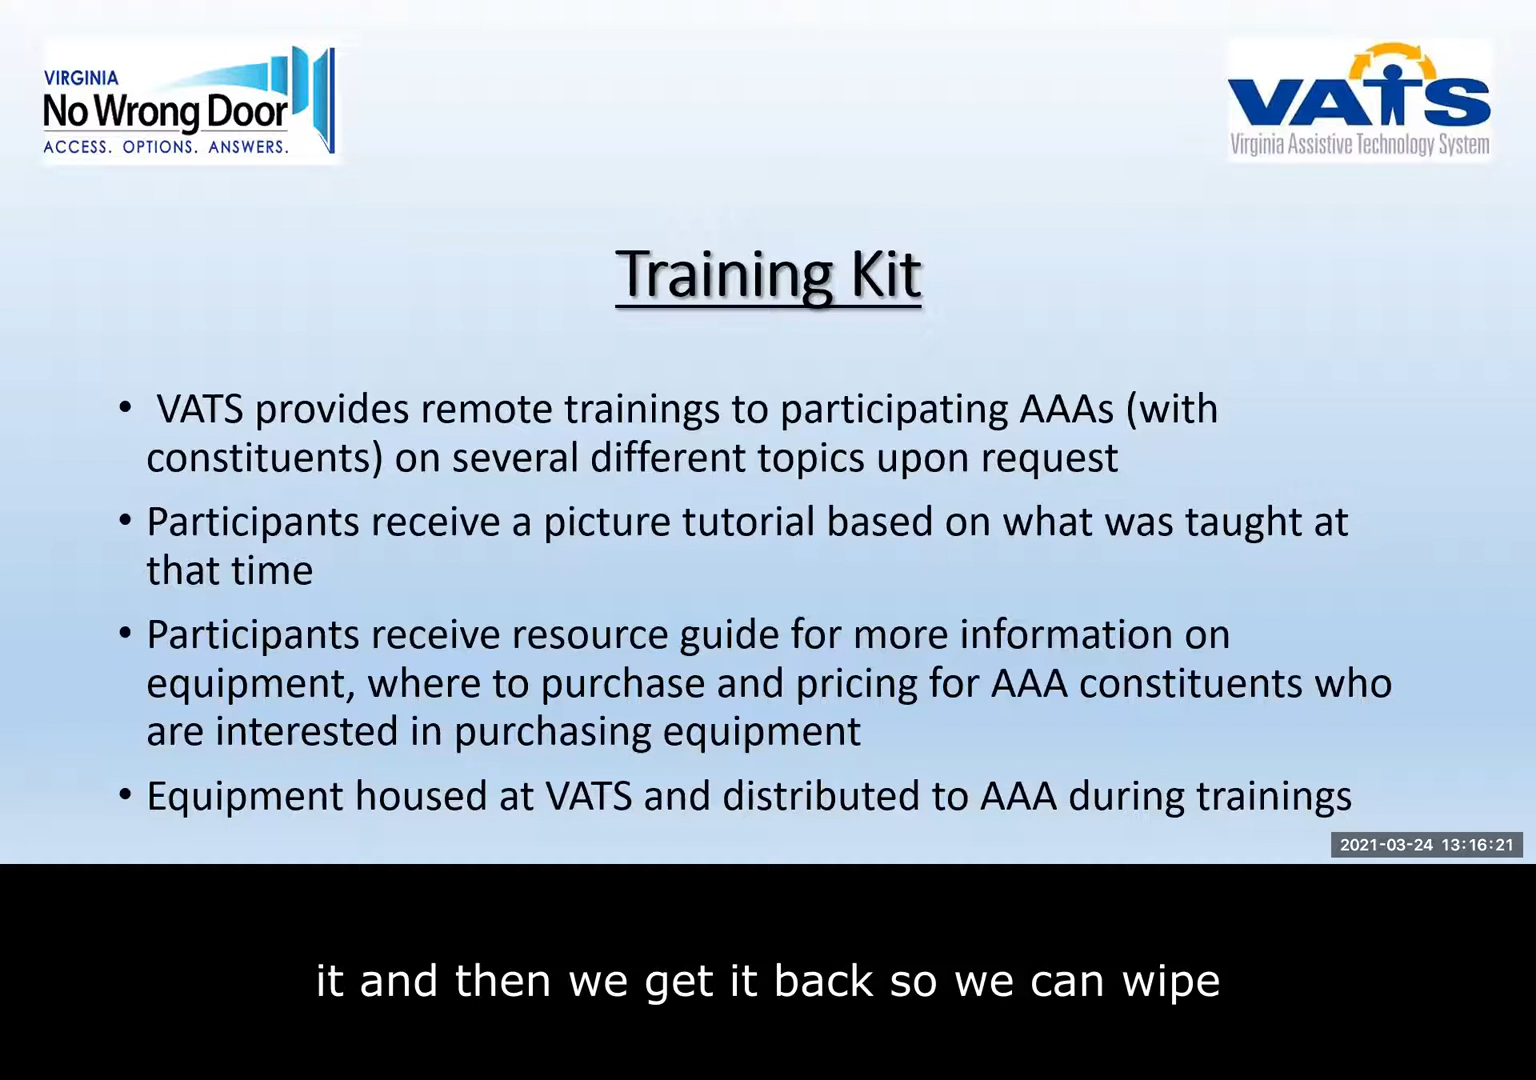 VIRGINIA
No Wrong Door
ACCESS. OPTIONS. ANSWERS.
VATS
Virginia Assistive Technology System
Training Kit
• VATS provides remote trainings to participating AAAs (with
constituents) on several different topics upon request
• Participants receive a picture tutorial based on what was taught at
that time
• Participants receive resource guide for more information on
equipment, where to purchase and pricing for AAA constituents who
are interested in purchasing equipment
• Equipment housed at VATS and distributed to AAA during trainings
2021-03-24 13:16:21
it and then we get it back so we can wipe